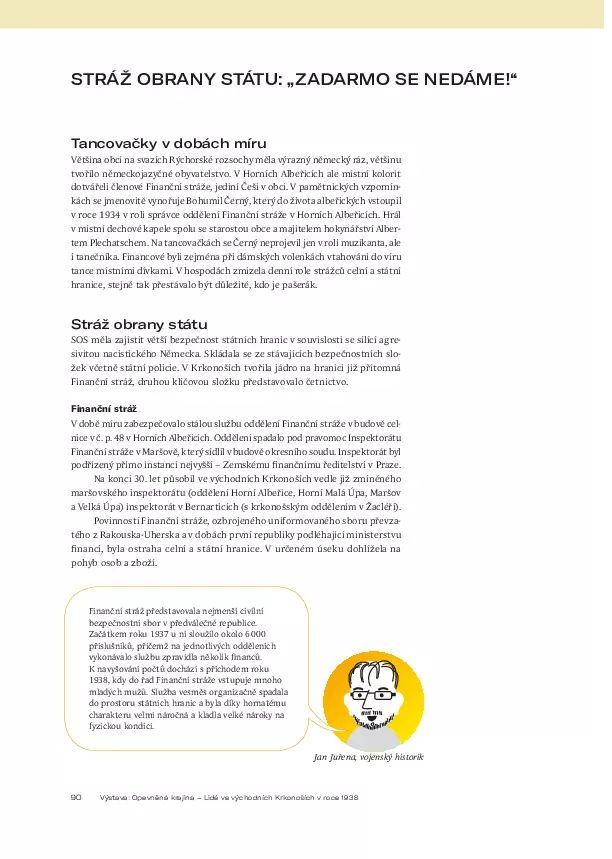 STRÁŽ OBRANY STÁTU: „ZADARMO SE NEDÁME!“
Tancovačky v dobách míru
Většina obcí na svazích Rýchorské rozsochy měla výrazný německý ráz, většinu
tvořilo německojazyčné obyvatelstvo. V Horních Albeřicích ale místní kolorit
dotvářeli členové Finanční stráže, jediní Češi v obci. V pamětnických vzpomín-
kách se jmenovitě vynořuje Bohumil Černý, který do života albeřických vstoupil
v roce 1934 v roli správce oddělení Finanční stráže v Horních Albeřicích. Hrál
v místní dechové kapele spolu se starostou obce a majitelem hokynářství Alber-
tem Plechatschem. Na tancovačkách se Černý neprojevil jen v roli muzikanta, ale
i tanečníka. Financové byli zejména při dámských volenkách vtahováni do víru
tance místními dívkami. V hospodách zmizela denní role strážců celní a státní
hranice, stejně tak přestávalo být důležité, kdo je pašerák.
Stráž obrany státu
SOS měla zajistit větší bezpečnost státních hranic v souvislosti se sílící agre-
sivitou nacistického Německa. Skládala se ze stávajících bezpečnostních slo-
žek včetně státní policie. V Krkonoších tvořila jádro na hranici již přítomná
Finanční stráž, druhou klíčovou složku představovalo četnictvo.
Finanční stráž
V době míru zabezpečovalo stálou službu oddělení Finanční stráže v budově cel-
nice v č. p. 48 v Horních Albeřicích. Oddělení spadalo pod pravomoc Inspektorátu
Finanční stráže v Maršově, který sídlil v budově okresního soudu. Inspektorát byl
podřízený přímo instanci nejvyšší – Zemskému finančnímu ředitelství v Praze.
Na konci 30. let působil ve východních Krkonoších vedle již zmíněného
maršovského inspektorátu (oddělení Horní Albeřice, Horní Malá Úpa, Maršov
a Velká Úpa) inspektorát v Bernarticích (s krkonošským oddělením v Žacléři).
Povinností Finanční stráže, ozbrojeného uniformovaného sboru převza-
tého z Rakouska-Uherska a v dobách první republiky podléhající ministerstvu
financí, byla ostraha celní a státní hranice. V určeném úseku dohlížela na
pohyb osob a zboží.
Finanční stráž představovala nejmenší civilní
bezpečnostní sbor v předválečné republice.
Začátkem roku 1937 u ní sloužilo okolo 6 000
příslušníků, přičemž na jednotlivých odděleních
vykonávalo službu zpravidla několik financů.
K navyšování počtů dochází s příchodem roku
1938, kdy do řad Finanční stráže vstupuje mnoho
mladých mužů. Služba vesměs organizačně spadala
do prostoru státních hranic a byla díky hornatému
charakteru velmi náročná a kladla velké nároky na
fyzickou kondici.
Jan Juřena, vojenský historik
90 Výstava: Opevněná krajina – Lidé ve východních Krkonoších v roce 1938